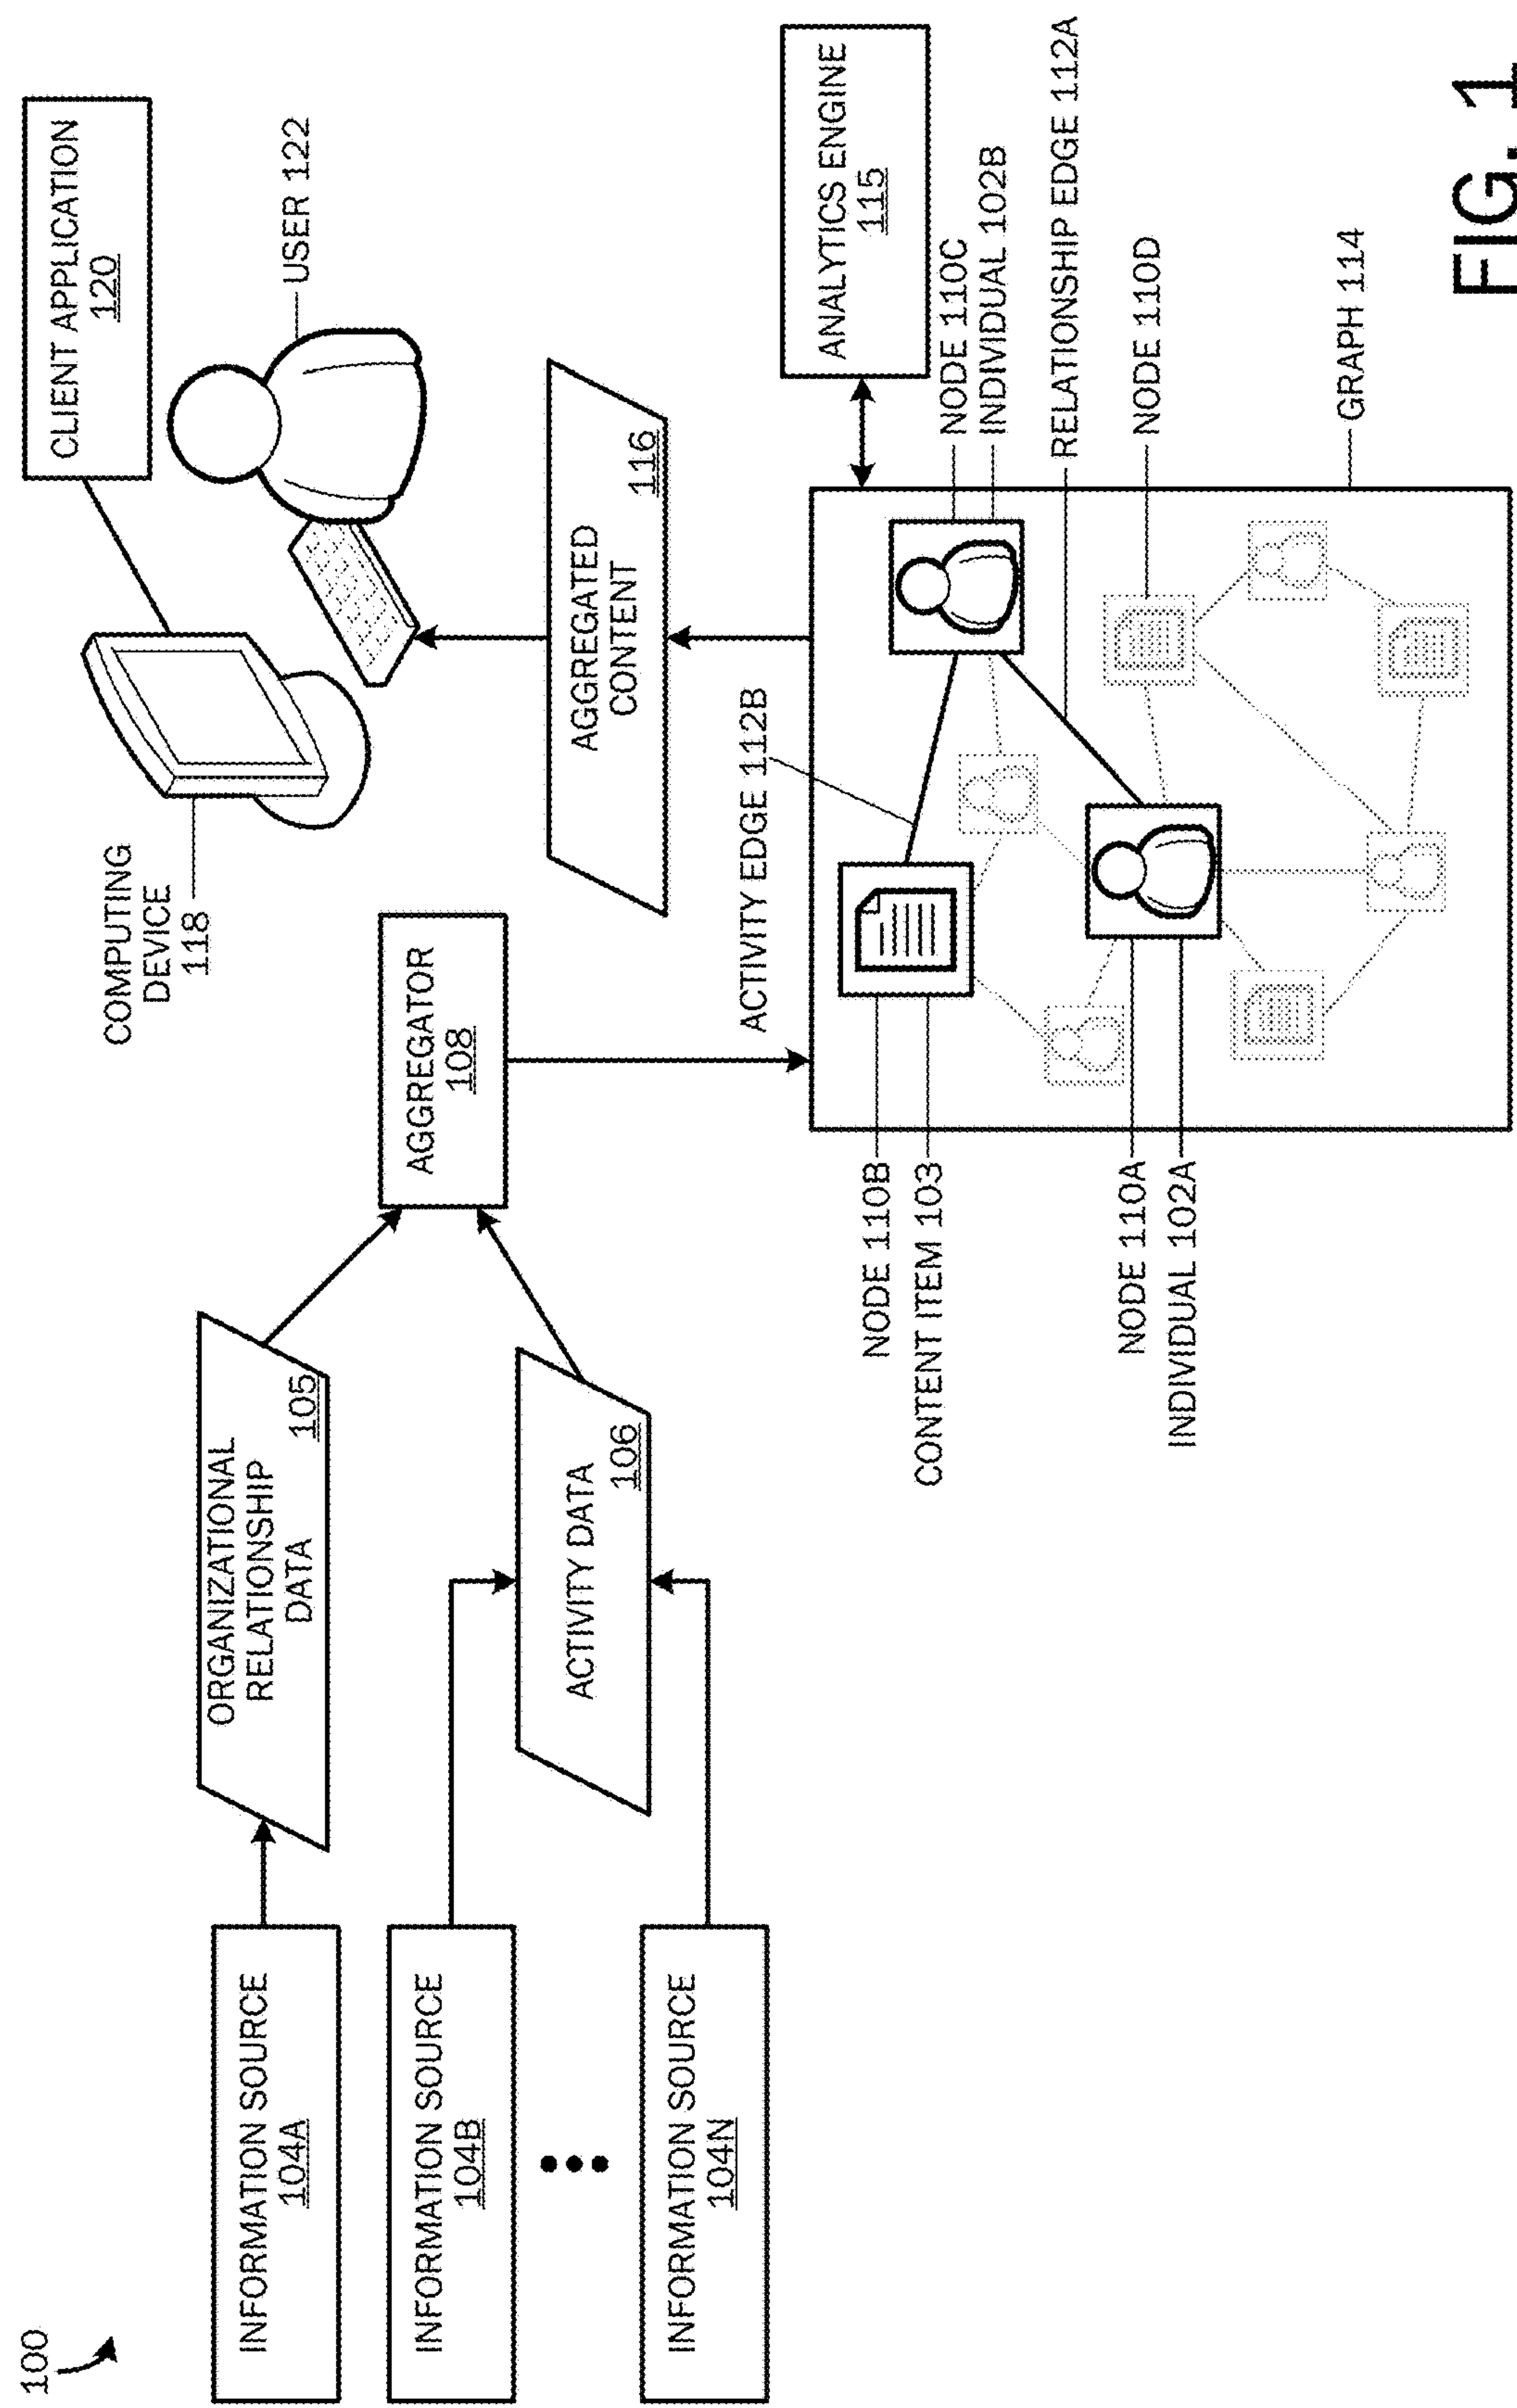 100
INFORMATION SOURCE
104A
INFORMATION SOURCE
104B
INFORMATION SOURCE
104N
ORGANIZATIONAL
RELATIONSHIP
DATA
105
ACTIVITY DATA
106
AGGREGATOR
108
COMPUTING
DEVICE
118
CLIENT APPLICATION
120
USER 122
AGGREGATED
CONTENT
116
ACTIVITY EDGE 112B
ANALYTICS ENGINE
115
NODE 110C
INDIVIDUAL 102B
RELATIONSHIP EDGE 112A
NODE 110D
GRAPH 114
NODE 110B
CONTENT ITEM 103
NODE 110A
INDIVIDUAL 102A
FIG. 1